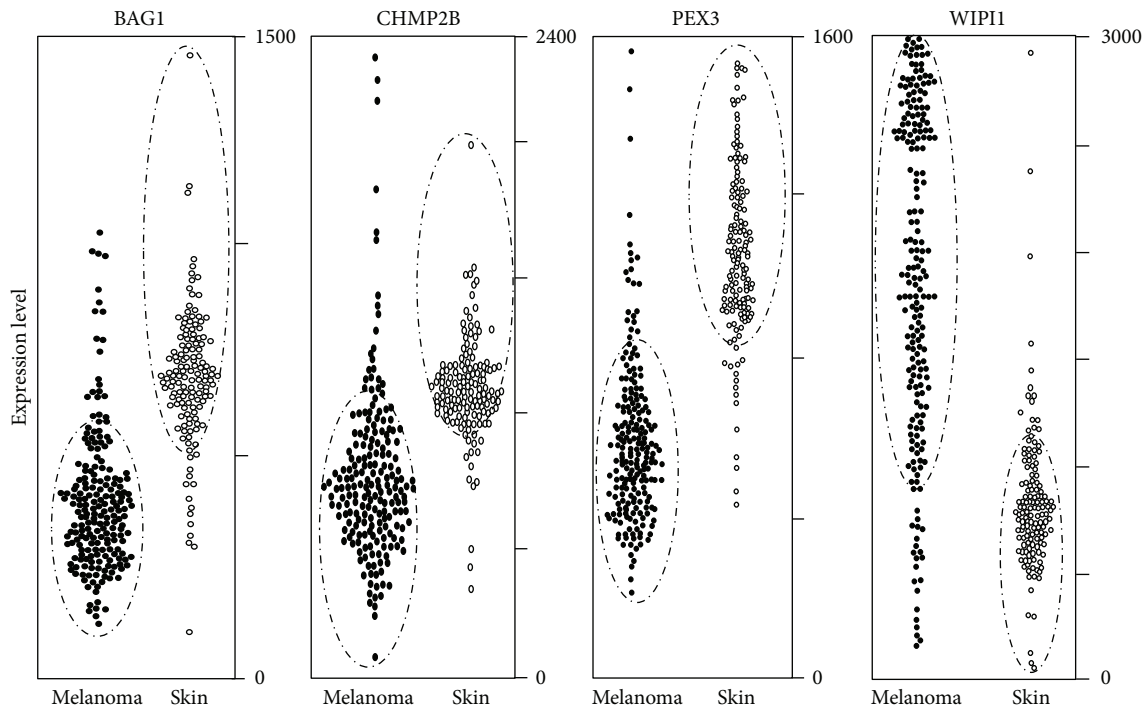 BAG1
CHMP2B
PEX3
WIPI1
1500
2400
1600
3000
Expression level
0
0
0
0
Melanoma
Skin
Melanoma
Skin
Melanoma
Skin
Melanoma
Skin